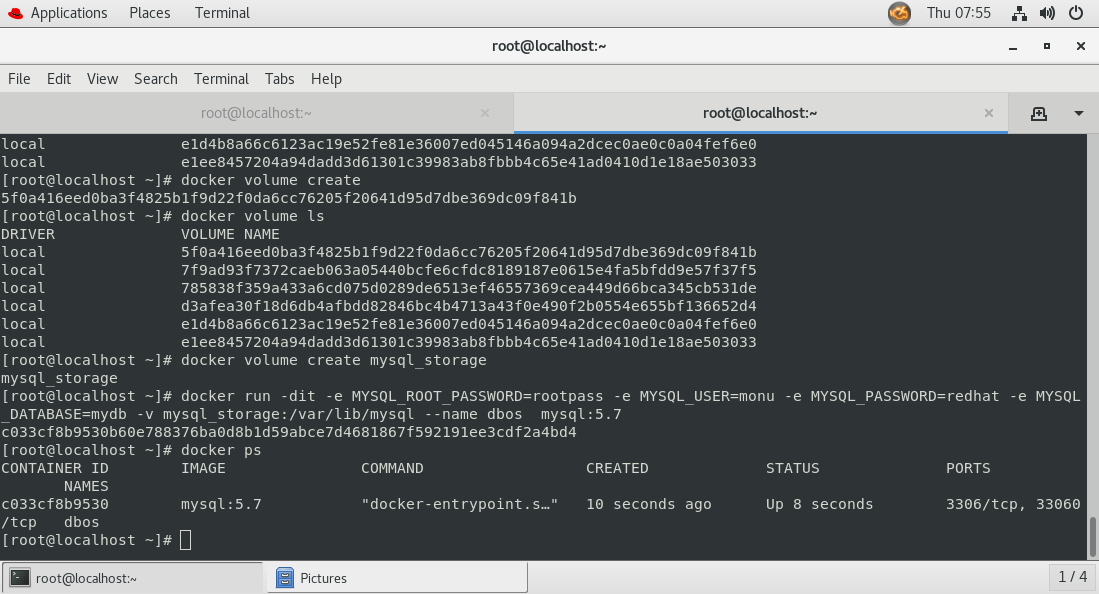 Applications Places Terminal Thu 07:55
root@localhost:~
File Edit View Search Terminal Tabs Help
root@localhost:~ × root@localhost:~ ×
local e1d4b8a66c6123ac19e52fe81e36007ed045146a094a2dcec0ae0c0a04fef6e0
local e1ee8457204a94dadd3d61301c39983ab8fbbb4c65e41ad0410d1e18ae503033
[root@localhost ~]# docker volume create
5f0a416eed0ba3f4825b1f9d22f0da6cc76205f20641d95d7dbe369dc09f841b
[root@localhost ~]# docker volume ls
DRIVER VOLUME NAME
local 5f0a416eed0ba3f4825b1f9d22f0da6cc76205f20641d95d7dbe369dc09f841b
local 7f9ad93f7372caeb063a05440bcfe6cfdc8189187e0615e4fa5bfdd9e57f37f5
local 785838f359a433a6cd075d0289de6513ef46557369cea449d66bca345cb531de
local d3afea30f18d6db4afbdd82846bc4b4713a43f0e490f2b0554e655bf136652d4
local e1d4b8a66c6123ac19e52fe81e36007ed045146a094a2dcec0ae0c0a04fef6e0
local e1ee8457204a94dadd3d61301c39983ab8fbbb4c65e41ad0410d1e18ae503033
[root@localhost ~]# docker volume create mysql_storage
mysql_storage
[root@localhost ~]# docker run -dit -e MYSQL_ROOT_PASSWORD=rootpass -e MYSQL_USER=monu -e MYSQL_PASSWORD=redhat -e MYSQL
_DATABASE=mydb -v mysql_storage:/var/lib/mysql --name dbos  mysql:5.7
c033cf8b9530b60e788376ba0d8b1d59abce7d4681867f592191ee3cdf2a4bd4
[root@localhost ~]# docker ps
CONTAINER ID IMAGE COMMAND CREATED STATUS PORTS
NAMES
c033cf8b9530 mysql:5.7 "docker-entrypoint.s…" 10 seconds ago Up 8 seconds 3306/tcp, 33060
/tcp dbos
[root@localhost ~]#
root@localhost:~ Pictures 1 / 4